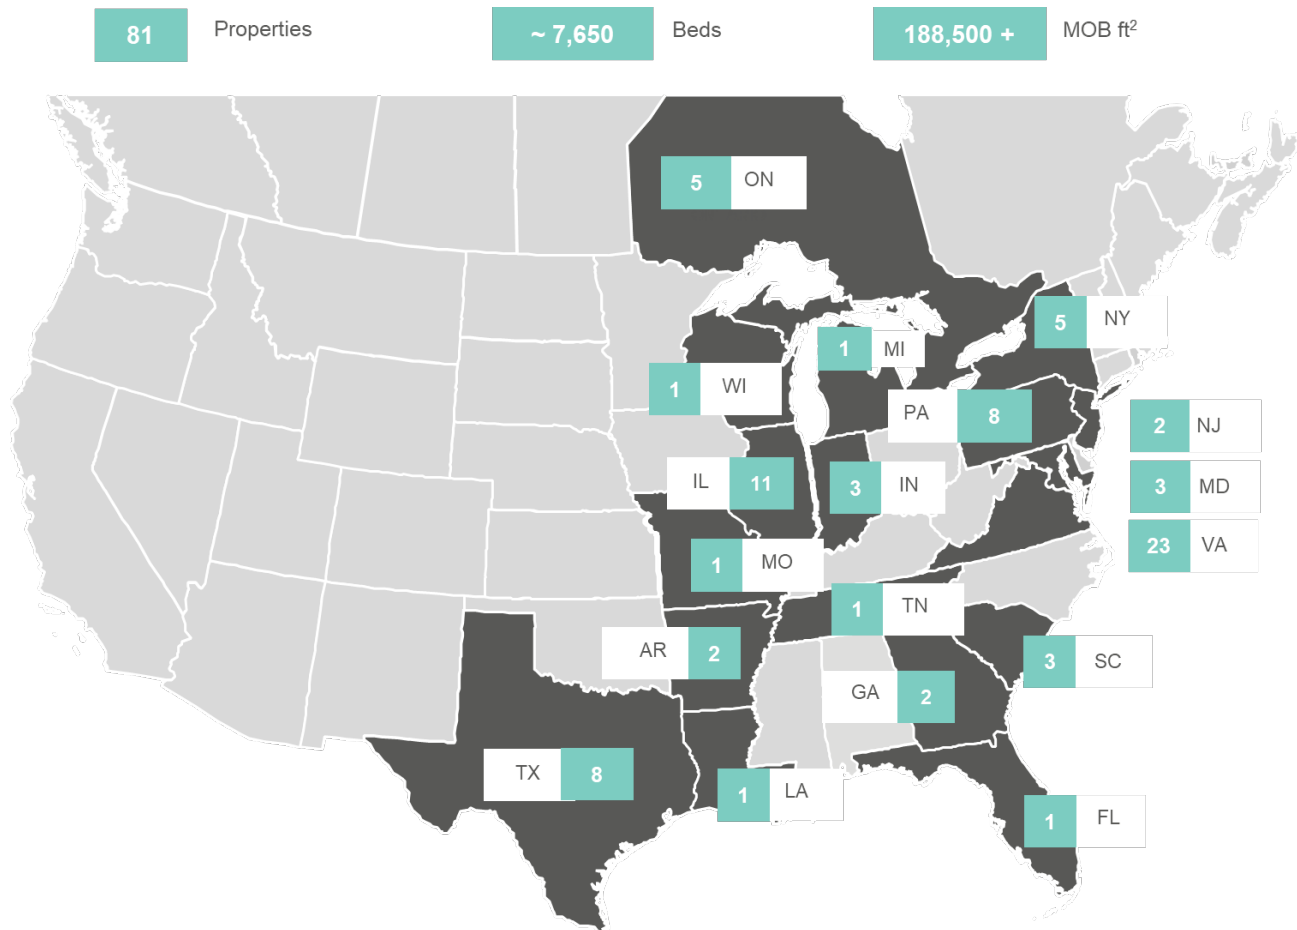 81 Properties ~ 7,650 Beds 188,500 + MOB ft²
5 ON
5 NY
1 MI
1 WI
PA 8
2 NJ
IL 11
3 IN
3 MD
23 VA
1 MO
1 TN
AR 2
3 SC
GA 2
TX 8
1 LA
1 FL